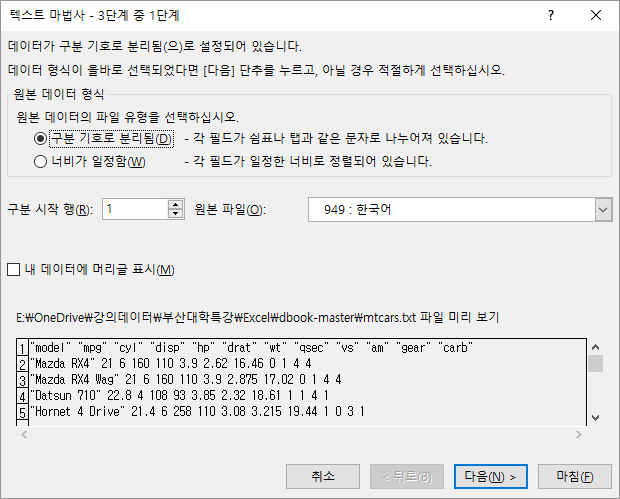 텍스트 마법사 - 3단계 중 1단계
데이터가 구분 기호로 분리됨(으)로 설정되어 있습니다.
데이터 형식이 올바로 선택되었다면 [다음] 단추를 누르고, 아닐 경우 적절하게 선택하십시오.
원본 데이터 형식
원본 데이터의 파일 유형을 선택하십시오.
구분 기호로 분리됨(D) - 각 필드가 쉼표나 탭과 같은 문자로 나누어져 있습니다.
너비가 일정함(W) - 각 필드가 일정한 너비로 정렬되어 있습니다.
구분 시작 행(R): 1 원본 파일(O): 949 : 한국어
내 데이터에 머리글 표시(M)
E:₩OneDrive₩강의데이터₩부산대학특강₩Excel₩dbook-master₩mtcars.txt 파일 미리 보기
1 "model" "mpg" "cyl" "disp" "hp" "drat" "wt" "qsec" "vs" "am" "gear" "carb"
2 "Mazda RX4" 21 6 160 110 3.9 2.62 16.46 0 1 4 4
3 "Mazda RX4 Wag" 21 6 160 110 3.9 2.875 17.02 0 1 4 4
4 "Datsun 710" 22.8 4 108 93 3.85 2.32 18.61 1 1 4 1
5 "Hornet 4 Drive" 21.4 6 258 110 3.08 3.215 19.44 1 0 3 1
취소 < 뒤로(B) 다음(N) > 마침(F)